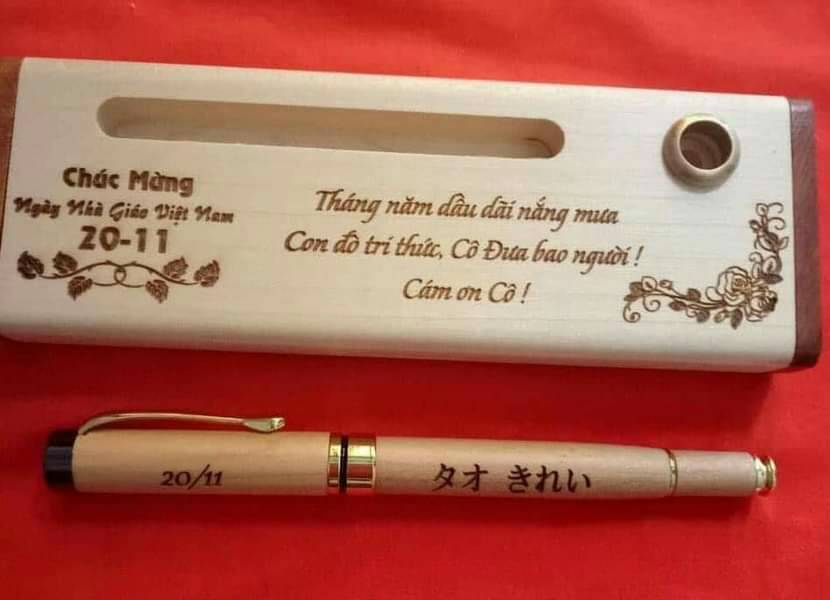 Chúc Mừng
Ngày Nhà Giáo Việt Nam
20-11
Tháng năm dầu dãi nắng mưa
Con đò tri thức, Cô Đưa bao người !
Cám ơn Cô !
20/11
タオ きれい